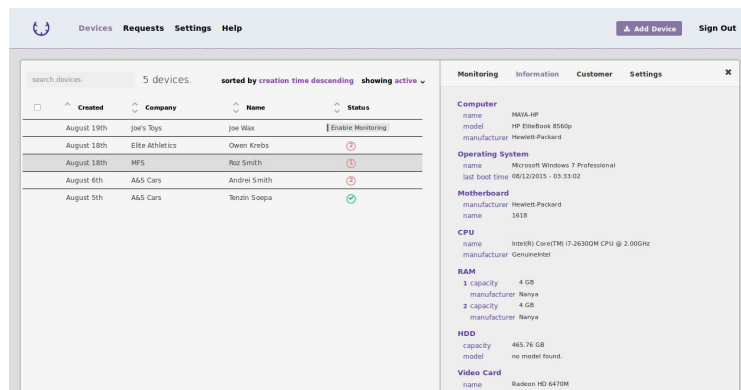 Devices Requests Settings Help
Add Device Sign Out
search devices. 5 devices. sorted by creation time descending showing active
Created Company Name Status
August 19th Joe's Toys Joe Wax Enable Monitoring
August 18th Elite Athletics Owen Krebs 2
August 18th MFS Roz Smith 1
August 6th A&S Cars Andrei Smith 2
August 5th A&S Cars Tenzin Soepa
Monitoring Information Customer Settings
Computer
name MAYA-HP
model HP EliteBook 8560p
manufacturer Hewlett-Packard
Operating System
name Microsoft Windows 7 Professional
last boot time 08/12/2015 - 03:33:02
Motherboard
manufacturer Hewlett-Packard
name 1618
CPU
name Intel(R) Core(TM) i7-2630QM CPU @ 2.00GHz
manufacturer GenuineIntel
RAM
1 capacity 4 GB
manufacturer Nanya
2 capacity 4 GB
manufacturer Nanya
HDD
capacity 465.76 GB
model no model found.
Video Card
name Radeon HD 6470M